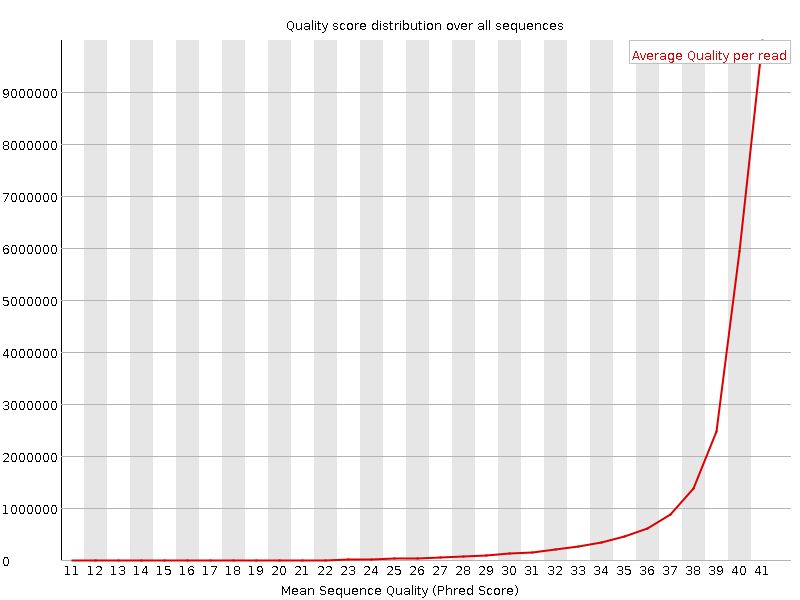 Quality score distribution over all sequences
Average Quality per read
9000000
8000000
7000000
6000000
5000000
4000000
3000000
2000000
1000000
0
11 12 13 14 15 16 17 18 19 20 21 22 23 24 25 26 27 28 29 30 31 32 33 34 35 36 37 38 39 40 41
Mean Sequence Quality (Phred Score)